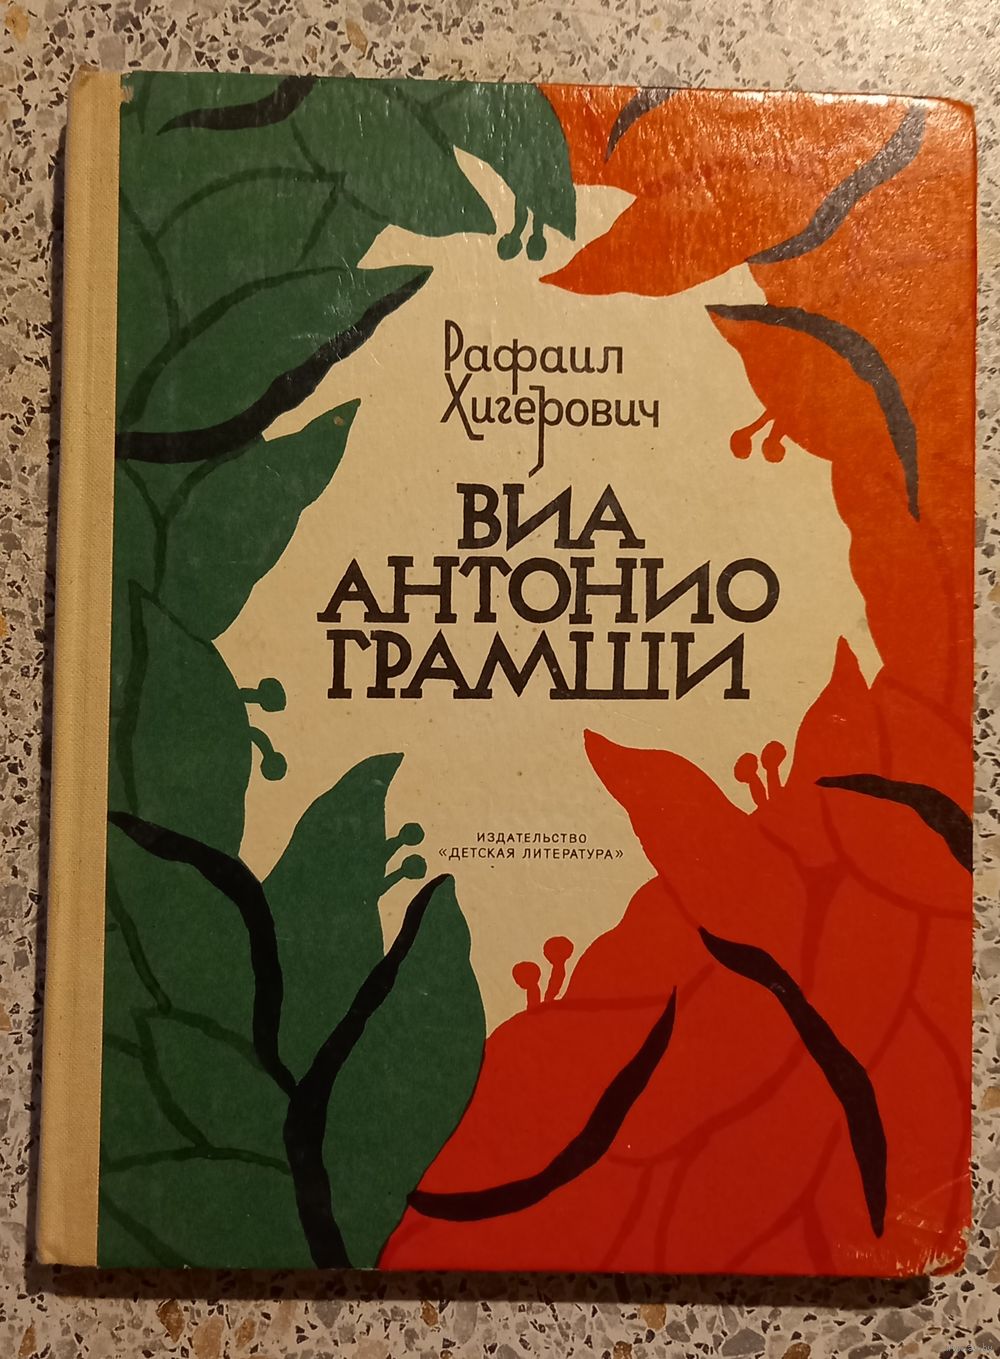 Рафаил
Хигерович
ВИА
АНТОНИО
ГРАМШИ
ИЗДАТЕЛЬСТВО
«ДЕТСКАЯ ЛИТЕРАТУРА»